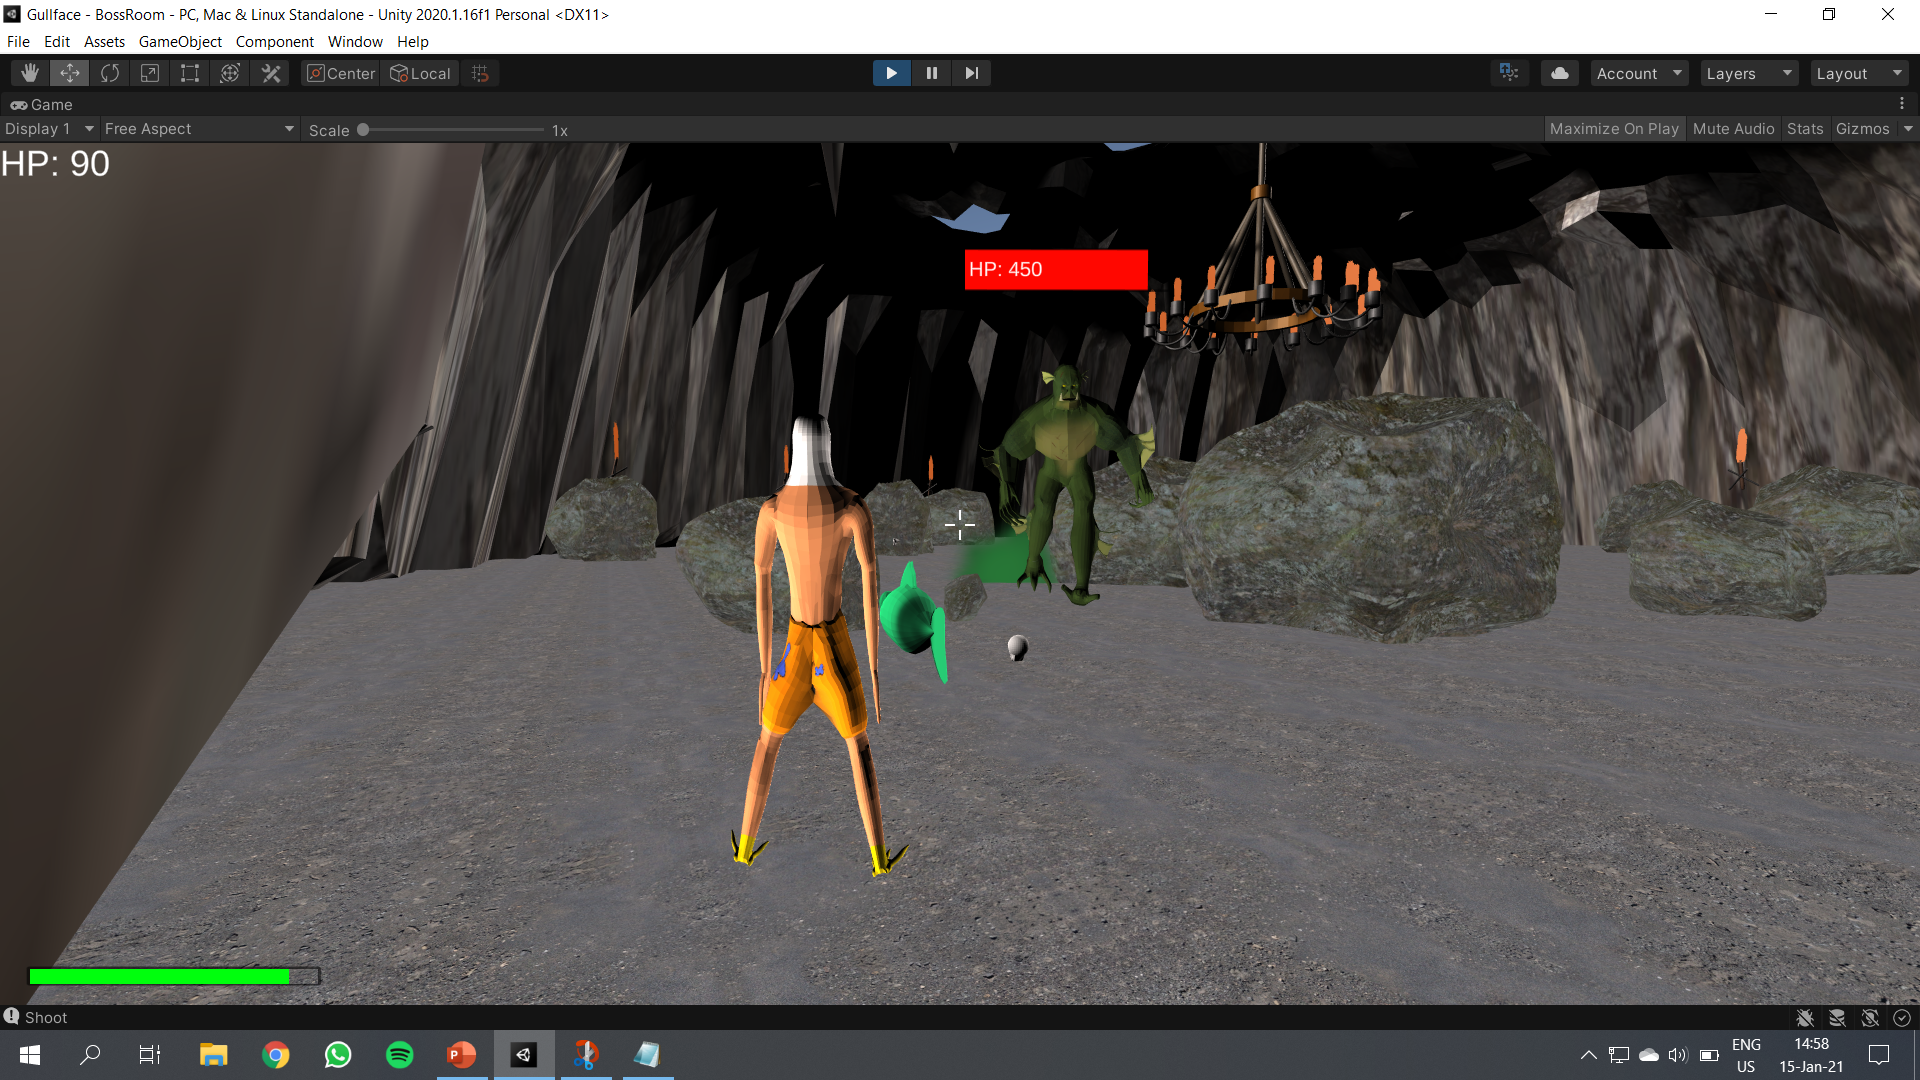 Gullface - BossRoom - PC, Mac & Linux Standalone - Unity 2020.1.16f1 Personal <DX11>
File Edit Assets GameObject Component Window Help
Center Local Account Layers Layout
Game
Display 1 Free Aspect Scale 1x Maximize On Play Mute Audio Stats Gizmos
HP: 90
HP: 450
Shoot
P
ENG
US
14:58
15-Jan-21